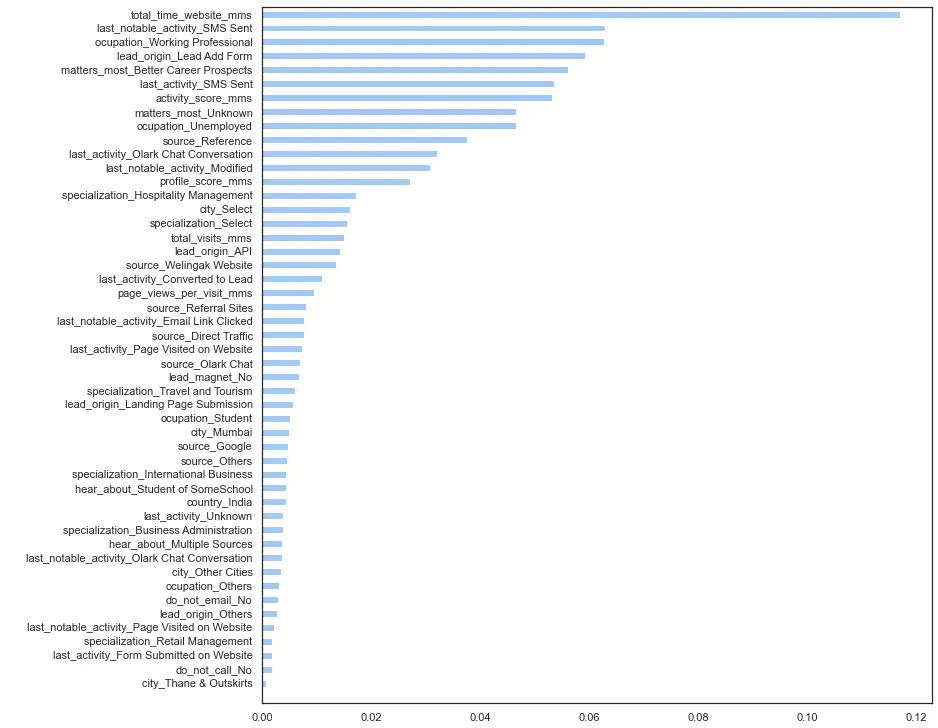 total_time_website_mms
last_notable_activity_SMS Sent
ocupation_Working Professional
lead_origin_Lead Add Form
matters_most_Better Career Prospects
last_activity_SMS Sent
activity_score_mms
matters_most_Unknown
ocupation_Unemployed
source_Reference
last_activity_Olark Chat Conversation
last_notable_activity_Modified
profile_score_mms
specialization_Hospitality Management
city_Select
specialization_Select
total_visits_mms
lead_origin_API
source_Welingak Website
last_activity_Converted to Lead
page_views_per_visit_mms
source_Referral Sites
last_notable_activity_Email Link Clicked
source_Direct Traffic
last_activity_Page Visited on Website
source_Olark Chat
lead_magnet_No
specialization_Travel and Tourism
lead_origin_Landing Page Submission
ocupation_Student
city_Mumbai
source_Google
source_Others
specialization_International Business
hear_about_Student of SomeSchool
country_India
last_activity_Unknown
specialization_Business Administration
hear_about_Multiple Sources
last_notable_activity_Olark Chat Conversation
city_Other Cities
ocupation_Others
do_not_email_No
lead_origin_Others
last_notable_activity_Page Visited on Website
specialization_Retail Management
last_activity_Form Submitted on Website
do_not_call_No
city_Thane & Outskirts
0.00 0.02 0.04 0.06 0.08 0.10 0.12